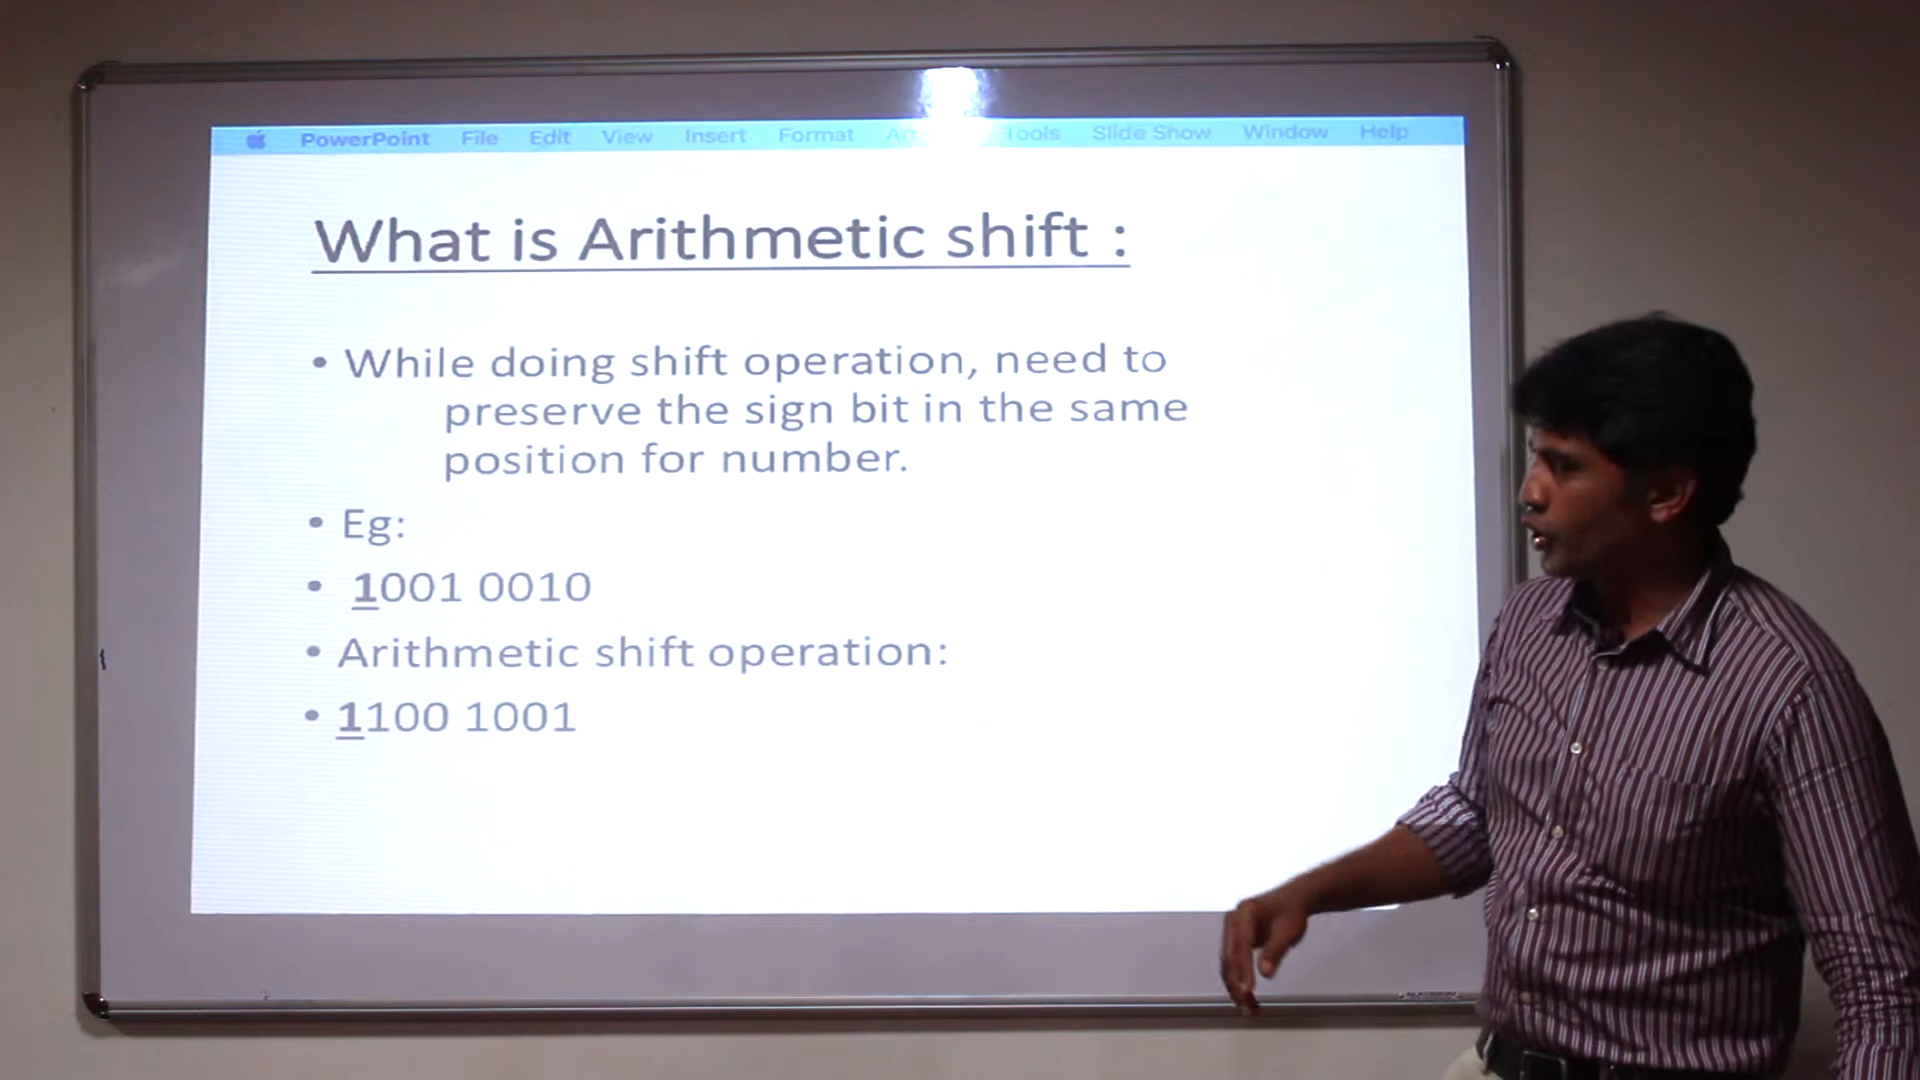 PowerPoint File Edit View Insert Format Tools Slide Show Window Help
What is Arithmetic shift :
• While doing shift operation, need to
preserve the sign bit in the same
position for number.
• Eg:
• 1001 0010
• Arithmetic shift operation:
• 1100 1001